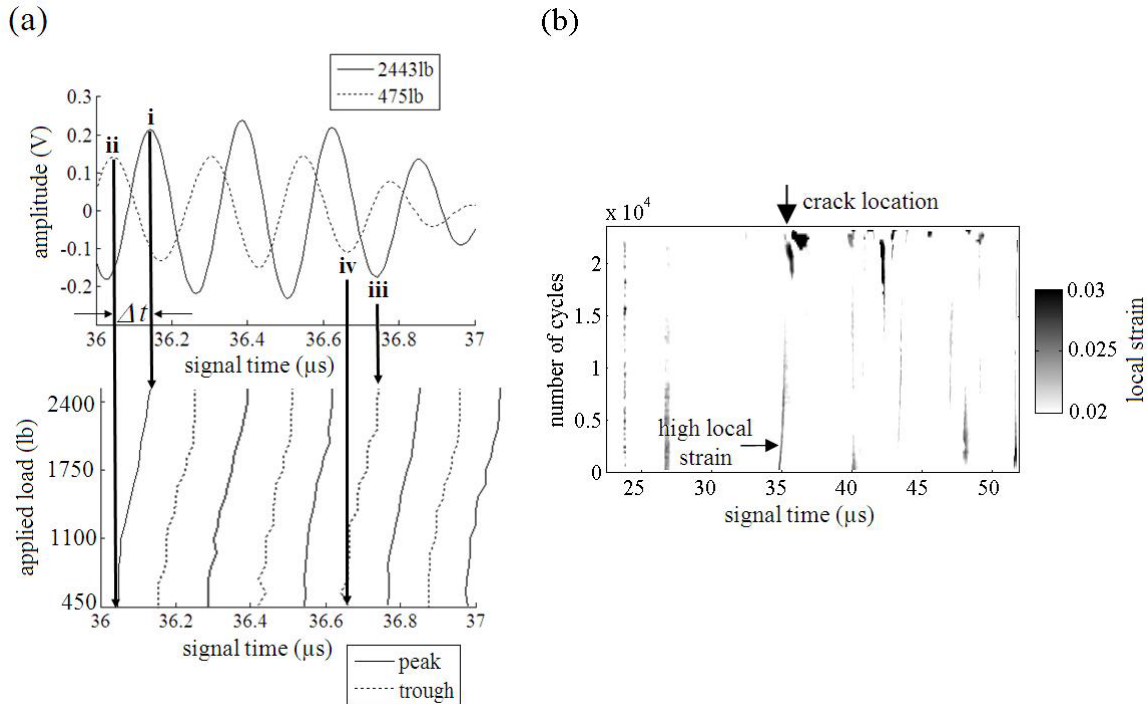 (a)
2443lb
475lb
0.3
0.2
0.1
0
-0.1
-0.2
amplitude (V)
i
ii
iv
iii
Δt
36 36.2 36.4 36.6 36.8 37
signal time (µs)
2400
1750
1100
450
applied load (lb)
36 36.2 36.4 36.6 36.8 37
signal time (µs)
peak
trough
(b)
crack location
x 10⁴
2
1.5
1
0.5
0
number of cycles
high local
strain
25 30 35 40 45 50
signal time (µs)
0.03
0.025
0.02
local strain